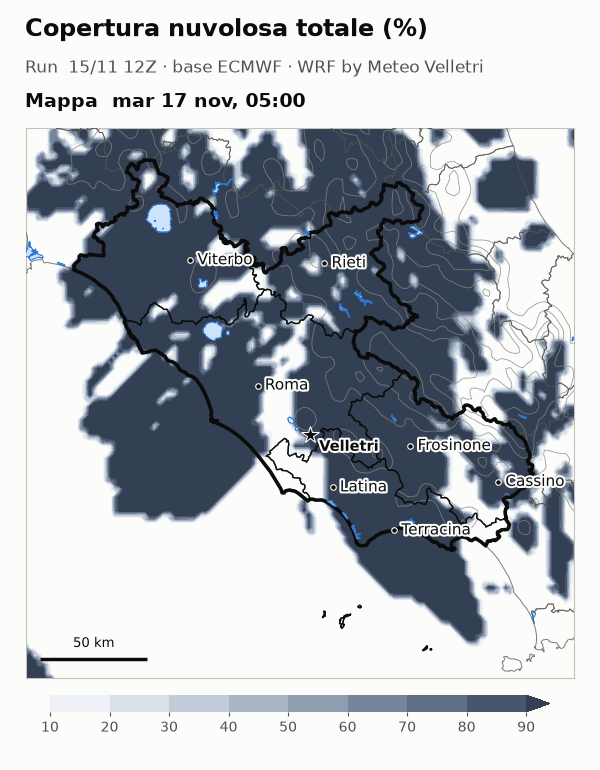 Copertura nuvolosa totale (%)
Run  15/11 12Z · base ECMWF · WRF by Meteo Velletri
Mappa  mar 17 nov, 05:00
Viterbo
Rieti
Roma
Velletri
Frosinone
Cassino
Latina
Terracina
50 km
10 20 30 40 50 60 70 80 90